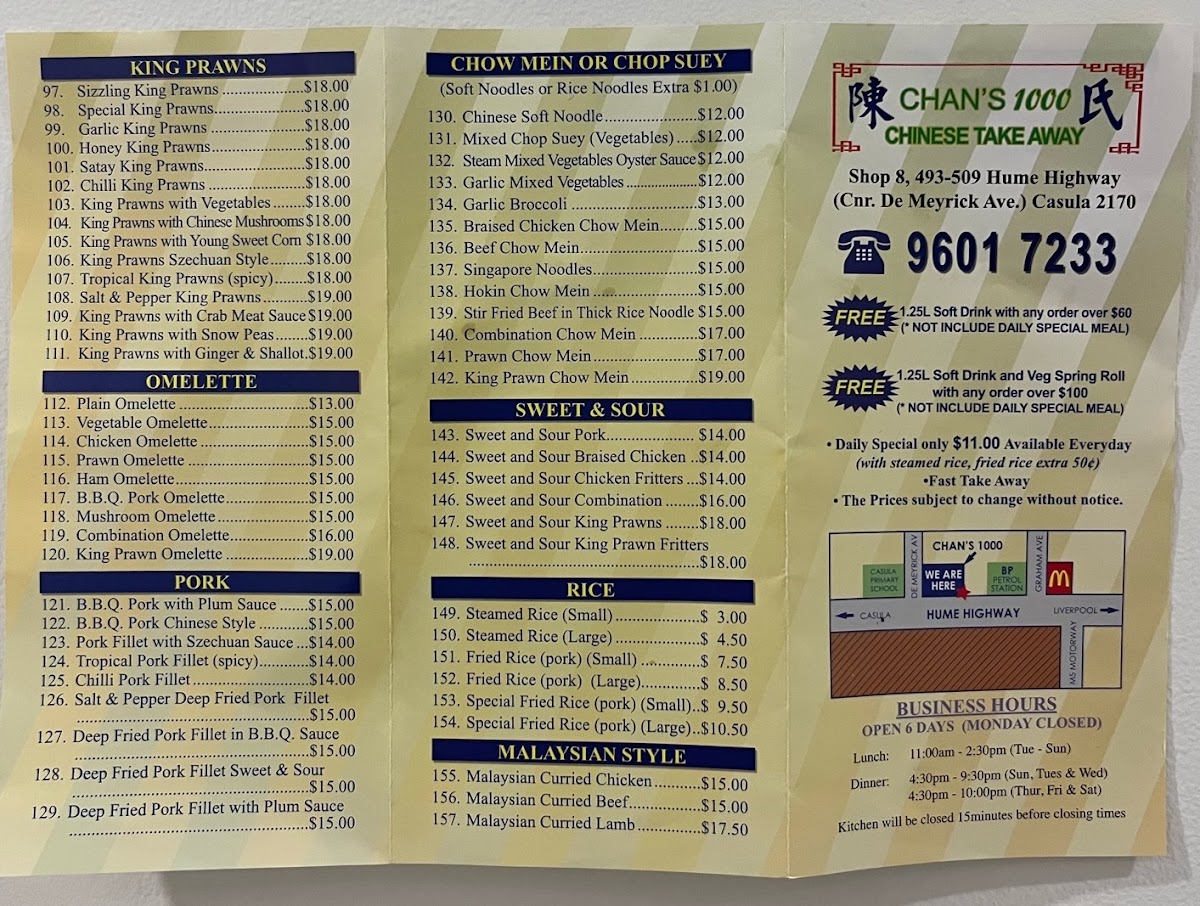 KING PRAWNS
97. Sizzling King Prawns ...................$18.00
98. Special King Prawns.....................$18.00
99. Garlic King Prawns ......................$18.00
100. Honey King Prawns......................$18.00
101. Satay King Prawns........................$18.00
102. Chilli King Prawns .......................$18.00
103. King Prawns with Vegetables .......$18.00
104. King Prawns with Chinese Mushrooms $18.00
105. King Prawns with Young Sweet Corn $18.00
106. King Prawns Szechuan Style.........$18.00
107. Tropical King Prawns (spicy)........$18.00
108. Salt & Pepper King Prawns ...........$19.00
109. King Prawns with Crab Meat Sauce $19.00
110. King Prawns with Snow Peas........$19.00
111. King Prawns with Ginger & Shallot.$19.00
OMELETTE
112. Plain Omelette ..............................$13.00
113. Vegetable Omelette.......................$15.00
114. Chicken Omelette .........................$15.00
115. Prawn Omelette ............................$15.00
116. Ham Omelette...............................$15.00
117. B.B.Q. Pork Omelette...................$15.00
118. Mushroom Omelette.....................$15.00
119. Combination Omelette..................$16.00
120. King Prawn Omelette ...................$19.00
PORK
121. B.B.Q. Pork with Plum Sauce ......$15.00
122. B.B.Q. Pork Chinese Style ...........$15.00
123. Pork Fillet with Szechuan Sauce ...$14.00
124. Tropical Pork Fillet (spicy)...........$14.00
125. Chilli Pork Fillet ...........................$14.00
126. Salt & Pepper Deep Fried Pork Fillet
......................................................$15.00
127. Deep Fried Pork Fillet in B.B.Q. Sauce
......................................................$15.00
128. Deep Fried Pork Fillet Sweet & Sour
......................................................$15.00
129. Deep Fried Pork Fillet with Plum Sauce
......................................................$15.00
CHOW MEIN OR CHOP SUEY
(Soft Noodles or Rice Noodles Extra $1.00)
130. Chinese Soft Noodle.....................$12.00
131. Mixed Chop Suey (Vegetables) ....$12.00
132. Steam Mixed Vegetables Oyster Sauce $12.00
133. Garlic Mixed Vegetables ................$12.00
134. Garlic Broccoli .............................$13.00
135. Braised Chicken Chow Mein.........$15.00
136. Beef Chow Mein...........................$15.00
137. Singapore Noodles........................$15.00
138. Hokin Chow Mein ........................$15.00
139. Stir Fried Beef in Thick Rice Noodle $15.00
140. Combination Chow Mein .............$17.00
141. Prawn Chow Mein ........................$17.00
142. King Prawn Chow Mein................$19.00
SWEET & SOUR
143. Sweet and Sour Pork..................... $14.00
144. Sweet and Sour Braised Chicken ..$14.00
145. Sweet and Sour Chicken Fritters ...$14.00
146. Sweet and Sour Combination ........$16.00
147. Sweet and Sour King Prawns ........$18.00
148. Sweet and Sour King Prawn Fritters
......................................................$18.00
RICE
149. Steamed Rice (Small) ....................$ 3.00
150. Steamed Rice (Large) ....................$ 4.50
151. Fried Rice (pork) (Small) ..............$ 7.50
152. Fried Rice (pork) (Large)..............$ 8.50
153. Special Fried Rice (pork) (Small)..$ 9.50
154. Special Fried Rice (pork) (Large)..$10.50
MALAYSIAN STYLE
155. Malaysian Curried Chicken ...........$15.00
156. Malaysian Curried Beef.................$15.00
157. Malaysian Curried Lamb ...............$17.50
陳 CHAN'S 1000 氏
CHINESE TAKE AWAY
Shop 8, 493-509 Hume Highway
(Cnr. De Meyrick Ave.) Casula 2170
☎ 9601 7233
FREE 1.25L Soft Drink with any order over $60
(* NOT INCLUDE DAILY SPECIAL MEAL)
FREE 1.25L Soft Drink and Veg Spring Roll
with any order over $100
(* NOT INCLUDE DAILY SPECIAL MEAL)
• Daily Special only $11.00 Available Everyday
(with steamed rice, fried rice extra 50¢)
•Fast Take Away
• The Prices subject to change without notice.
CASULA
PRIMARY
SCHOOL
DE MEYRICK AV
CHAN'S 1000
WE ARE
HERE
BP
PETROL
STATION
GRAHAM AVE
M
CASULA
HUME HIGHWAY
LIVERPOOL
M5 MOTORWAY
BUSINESS HOURS
OPEN 6 DAYS (MONDAY CLOSED)
Lunch: 11:00am - 2:30pm (Tue - Sun)
Dinner: 4:30pm - 9:30pm (Sun, Tues & Wed)
4:30pm - 10:00pm (Thur, Fri & Sat)
Kitchen will be closed 15minutes before closing times